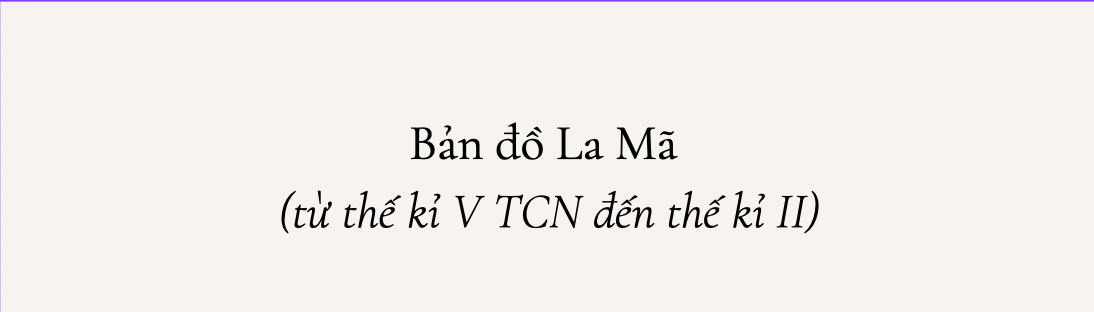 Bản đồ La Mã
(từ thế kỉ V TCN đến thế kỉ II)